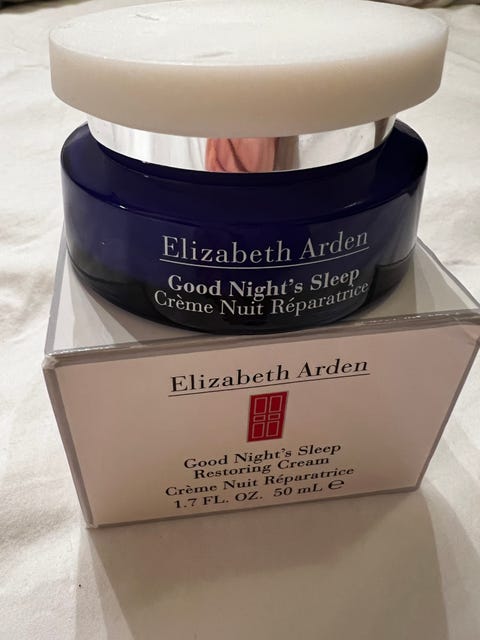 Elizabeth Arden
Good Night's Sleep
Crème Nuit Réparatrice
Elizabeth Arden
Good Night's Sleep
Restoring Cream
Crème Nuit Réparatrice
1.7 FL. OZ. 50 mL ℮